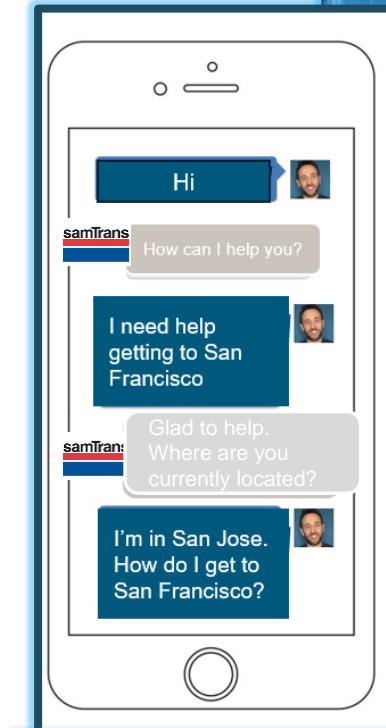 Hi
samTrans
How can I help you?
I need help
getting to San
Francisco
Glad to help.
samTrans
Where are you
currently located?
I'm in San Jose.
How do I get to
San Francisco?